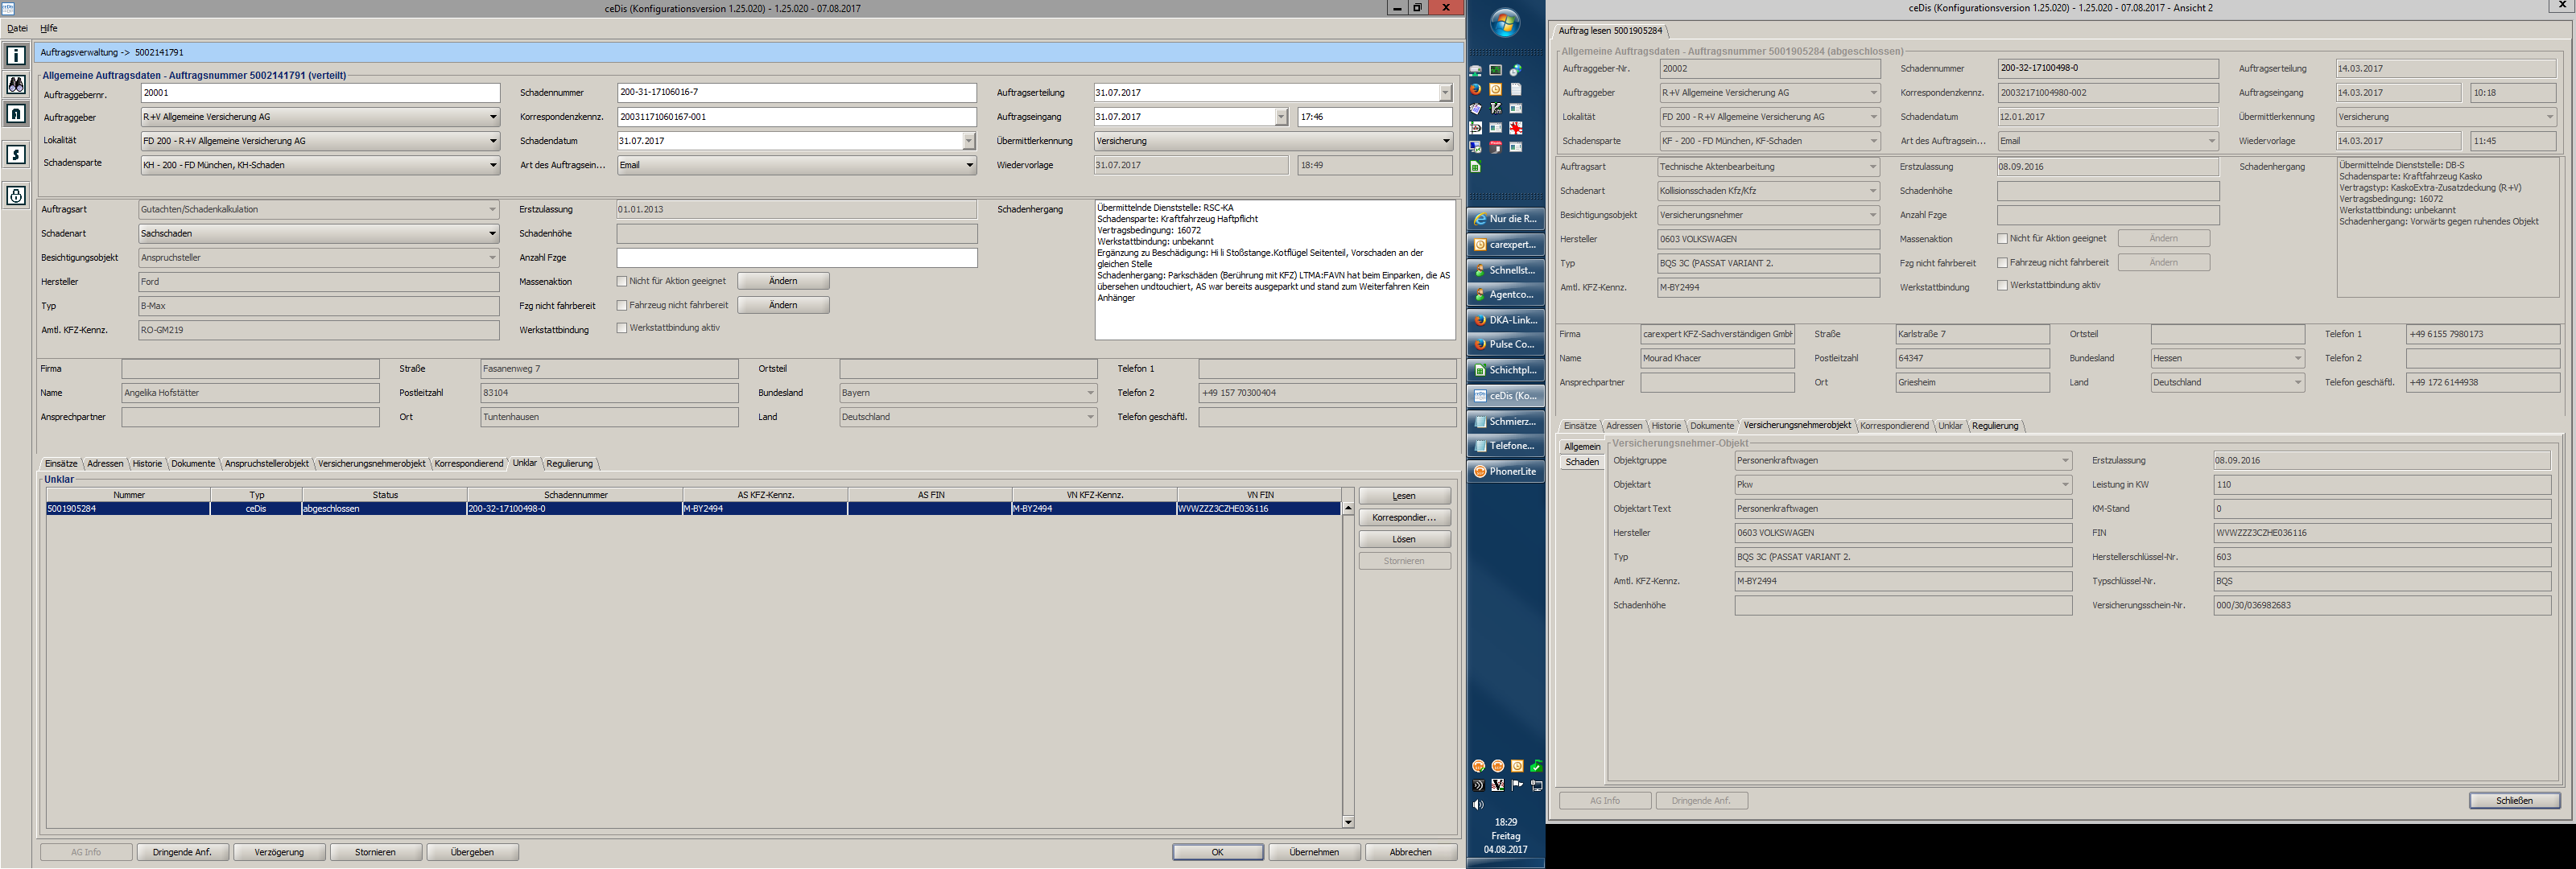 ceDis (Konfigurationsversion 1.25.020) - 1.25.020 - 07.08.2017
Datei Hilfe
Auftragsverwaltung -> 5002141791
Allgemeine Auftragsdaten - Auftragsnummer 5002141791 (verteilt)
Auftraggebernr. 20001 Schadennummer 200-31-17106016-7 Auftragserteilung 31.07.2017
Auftraggeber R+V Allgemeine Versicherung AG Korrespondenzkennz. 20031171060167-001 Auftragseingang 31.07.2017 17:46
Lokalität FD 200 - R+V Allgemeine Versicherung AG Schadendatum 31.07.2017 Übermittlerkennung Versicherung
Schadensparte KH - 200 - FD München, KH-Schaden Art des Auftragsein... Email Wiedervorlage 31.07.2017 18:49
Auftragsart Gutachten/Schadenkalkulation Erstzulassung 01.01.2013 Schadenhergang
Schadenart Sachschaden Schadenhöhe
Besichtigungsobjekt Anspruchsteller Anzahl Fzge
Hersteller Ford Massenaktion Nicht für Aktion geeignet Ändern
Typ B-Max Fzg nicht fahrbereit Fahrzeug nicht fahrbereit Ändern
Amtl. KFZ-Kennz. RO-GM219 Werkstattbindung Werkstattbindung aktiv
Übermittelnde Dienststelle: RSC-KA
Schadensparte: Kraftfahrzeug Haftpflicht
Vertragsbedingung: 16072
Werkstattbindung: unbekannt
Ergänzung zu Beschädigung: Hi li Stoßstange.Kotflügel Seitenteil, Vorschaden an der
gleichen Stelle
Schadenhergang: Parkschäden (Berührung mit KFZ) LTMA:FAVN hat beim Einparken, die AS
übersehen undtouchiert, AS war bereits ausgeparkt und stand zum Weiterfahren Kein
Anhänger
Firma Straße Fasanenweg 7 Ortsteil Telefon 1
Name Angelika Hofstätter Postleitzahl 83104 Bundesland Bayern Telefon 2 +49 157 70300404
Ansprechpartner Ort Tuntenhausen Land Deutschland Telefon geschäftl.
Einsätze Adressen Historie Dokumente Anspruchstellerobjekt Versicherungsnehmerobjekt Korrespondierend Unklar Regulierung
Unklar
Nummer Typ Status Schadennummer AS KFZ-Kennz. AS FIN VN KFZ-Kennz. VN FIN
5001905284 ceDis abgeschlossen 200-32-17100498-0 M-BY2494 M-BY2494 WVWZZZ3CZHE036116
Lesen
Korrespondier...
Lösen
Stornieren
AG Info Dringende Anf. Verzögerung Stornieren Übergeben OK Übernehmen Abbrechen
Nur die R...
carexpert...
Schnellst...
Agentco...
DKA-Link...
Pulse Co...
Schichtpl...
ceDis (Ko...
Schmierz...
Telefone...
PhonerLite
18:29
Freitag
04.08.2017
ceDis (Konfigurationsversion 1.25.020) - 1.25.020 - 07.08.2017 - Ansicht 2
Auftrag lesen 5001905284
Allgemeine Auftragsdaten - Auftragsnummer 5001905284 (abgeschlossen)
Auftraggeber-Nr. 20002 Schadennummer 200-32-17100498-0 Auftragserteilung 14.03.2017
Auftraggeber R+V Allgemeine Versicherung AG Korrespondenzkennz. 20032171004980-002 Auftragseingang 14.03.2017 10:18
Lokalität FD 200 - R+V Allgemeine Versicherung AG Schadendatum 12.01.2017 Übermittlerkennung Versicherung
Schadensparte KF - 200 - FD München, KF-Schaden Art des Auftragsein... Email Wiedervorlage 14.03.2017 11:45
Auftragsart Technische Aktenbearbeitung Erstzulassung 08.09.2016 Schadenhergang
Schadenart Kollisionsschaden Kfz/Kfz Schadenhöhe
Besichtigungsobjekt Versicherungsnehmer Anzahl Fzge
Hersteller 0603 VOLKSWAGEN Massenaktion Nicht für Aktion geeignet Ändern
Typ BQS 3C (PASSAT VARIANT 2. Fzg nicht fahrbereit Fahrzeug nicht fahrbereit Ändern
Amtl. KFZ-Kennz. M-BY2494 Werkstattbindung Werkstattbindung aktiv
Übermittelnde Dienststelle: DB-S
Schadensparte: Kraftfahrzeug Kasko
Vertragstyp: KaskoExtra-Zusatzdeckung (R+V)
Vertragsbedingung: 16072
Werkstattbindung: unbekannt
Schadenhergang: Vorwärts gegen ruhendes Objekt
Firma carexpert KFZ-Sachverständigen GmbH Straße Karlstraße 7 Ortsteil Telefon 1 +49 6155 7980173
Name Mourad Khacer Postleitzahl 64347 Bundesland Hessen Telefon 2
Ansprechpartner Ort Griesheim Land Deutschland Telefon geschäftl. +49 172 6144938
Einsätze Adressen Historie Dokumente Versicherungsnehmerobjekt Korrespondierend Unklar Regulierung
Allgemein
Schaden
Versicherungsnehmer-Objekt
Objektgruppe Personenkraftwagen Erstzulassung 08.09.2016
Objektart Pkw Leistung in KW 110
Objektart Text Personenkraftwagen KM-Stand 0
Hersteller 0603 VOLKSWAGEN FIN WVWZZZ3CZHE036116
Typ BQS 3C (PASSAT VARIANT 2. Herstellerschlüssel-Nr. 603
Amtl. KFZ-Kennz. M-BY2494 Typschlüssel-Nr. BQS
Schadenhöhe Versicherungsschein-Nr. 000/30/036982683
AG Info Dringende Anf. Schließen